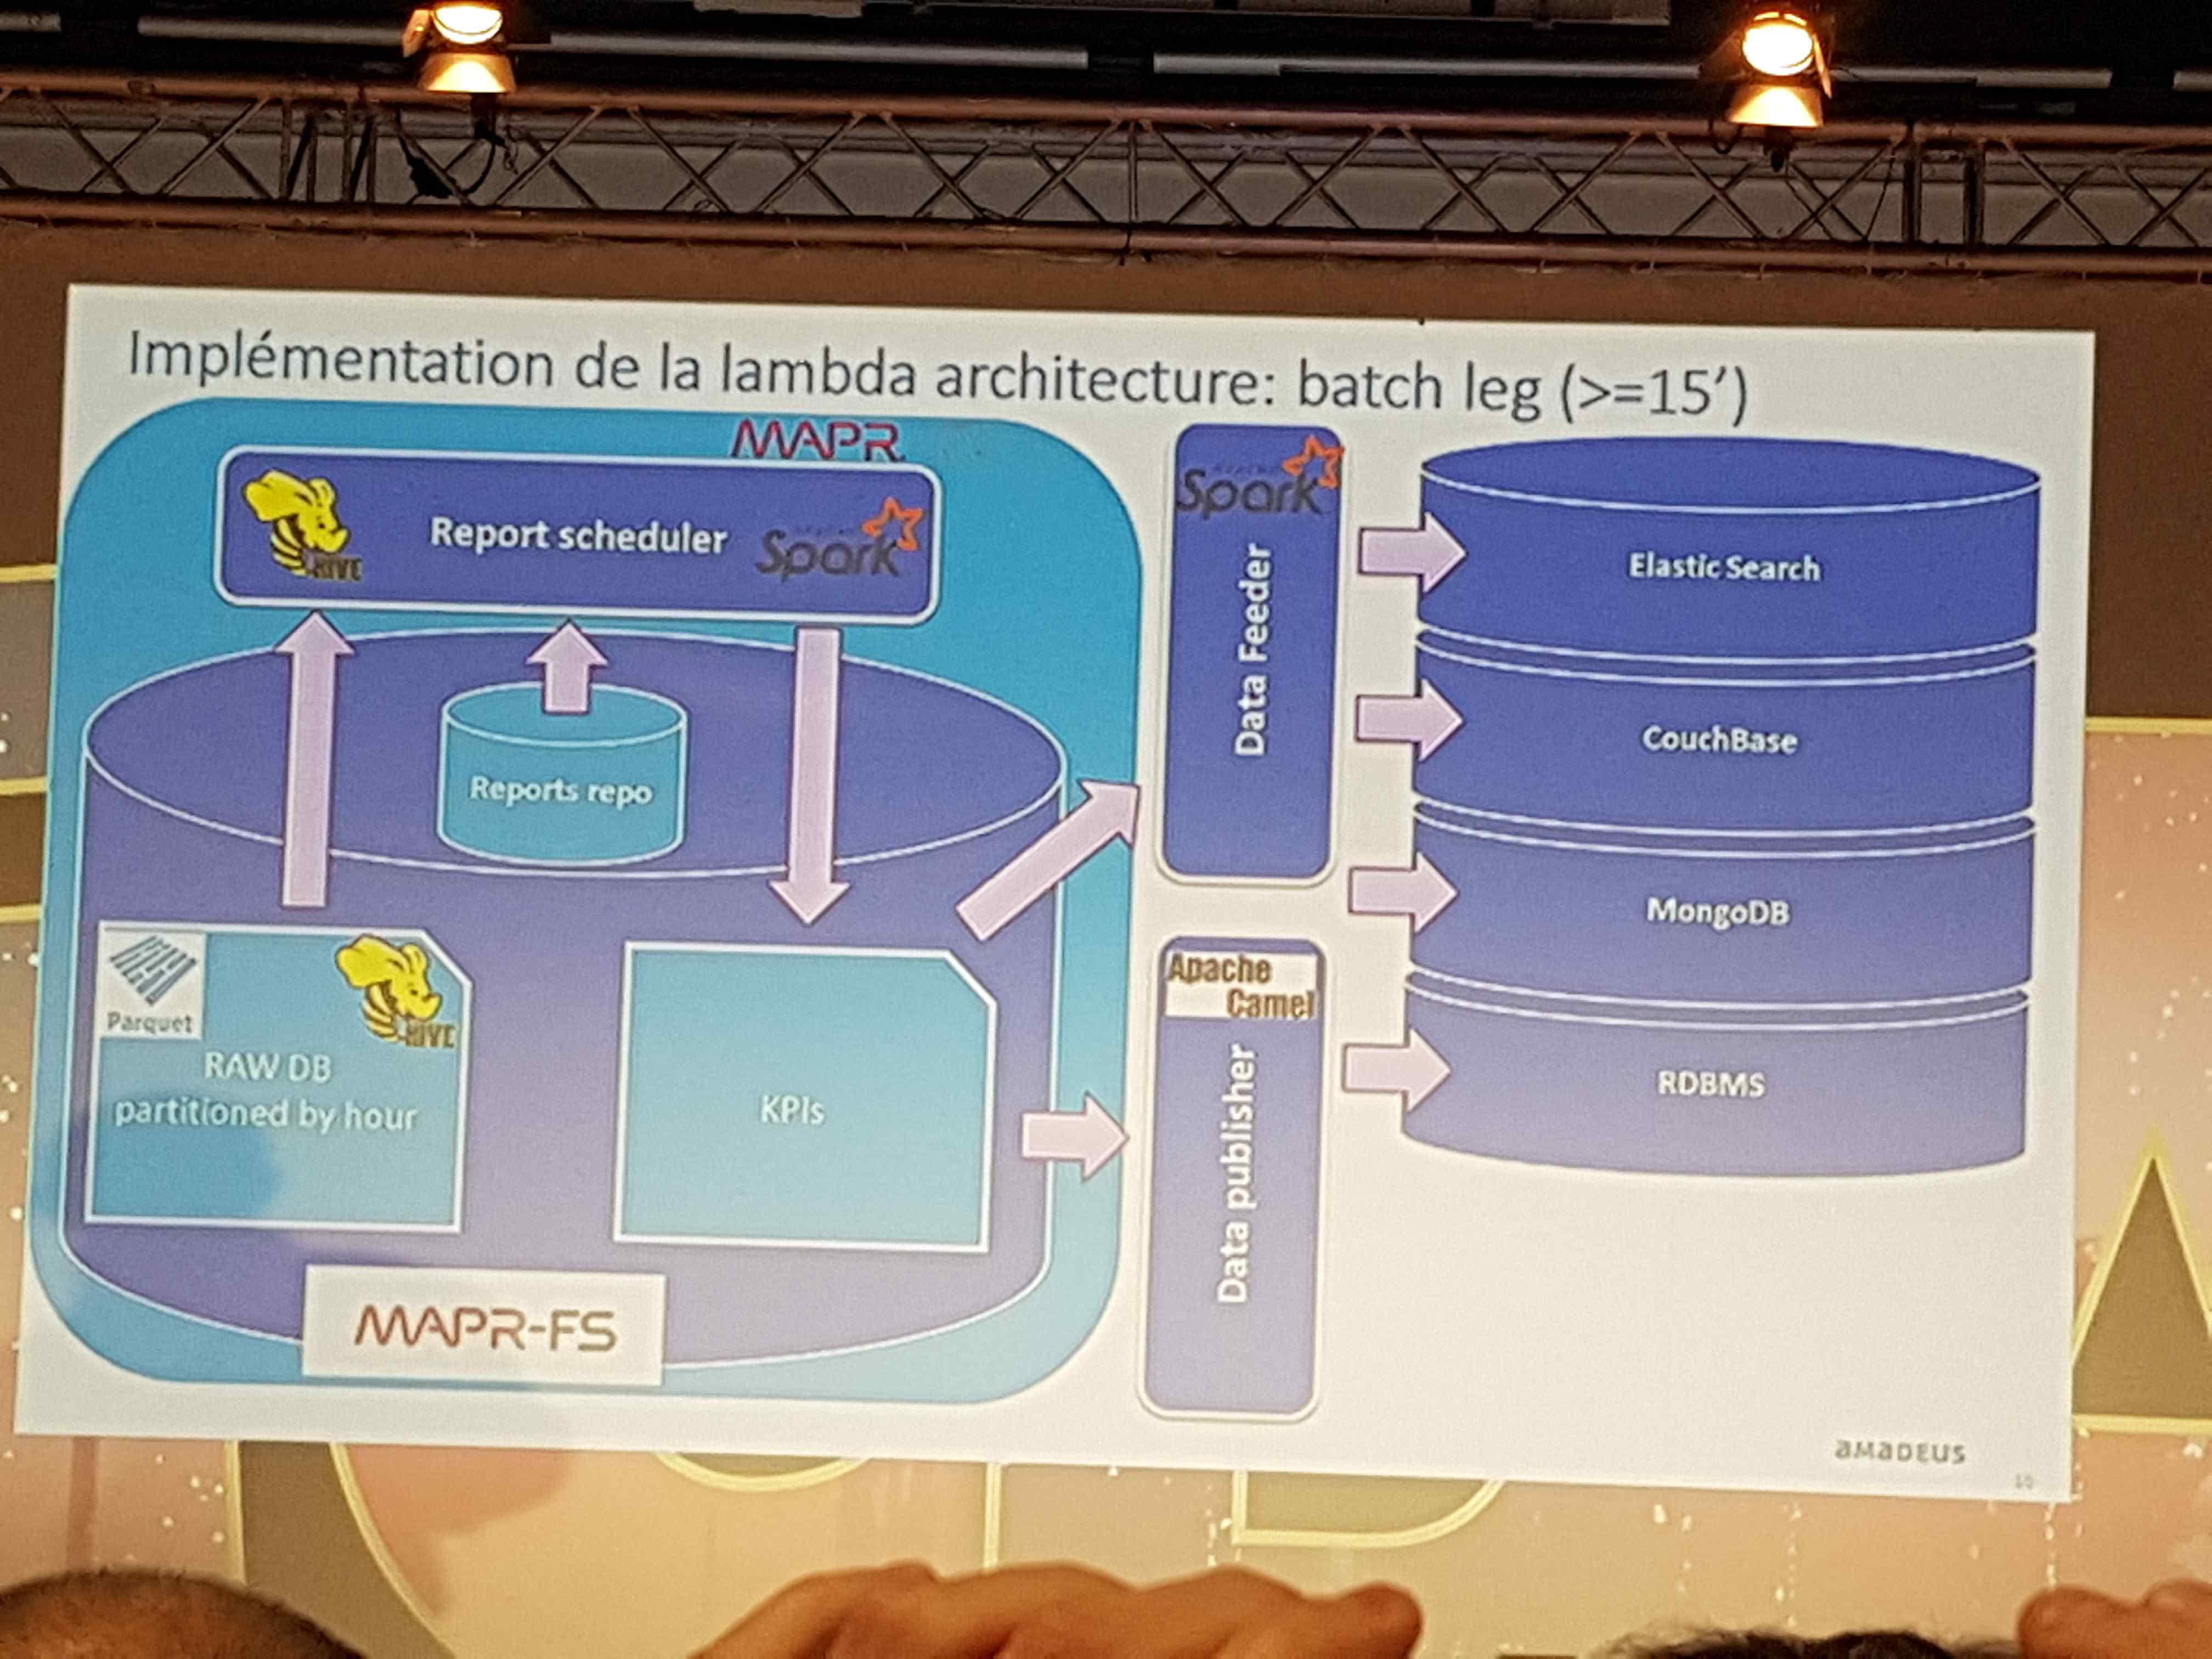 Implémentation de la lambda architecture: batch leg (>=15')
MAPR
HIVE
Report scheduler
APACHE
Spark
Reports repo
Parquet
HIVE
RAW DB
partitioned by hour
KPIs
MAPR-FS
APACHE
Spark
Data Feeder
Apache
Camel
Data publisher
Elastic Search
CouchBase
MongoDB
RDBMS
aMaDEUS